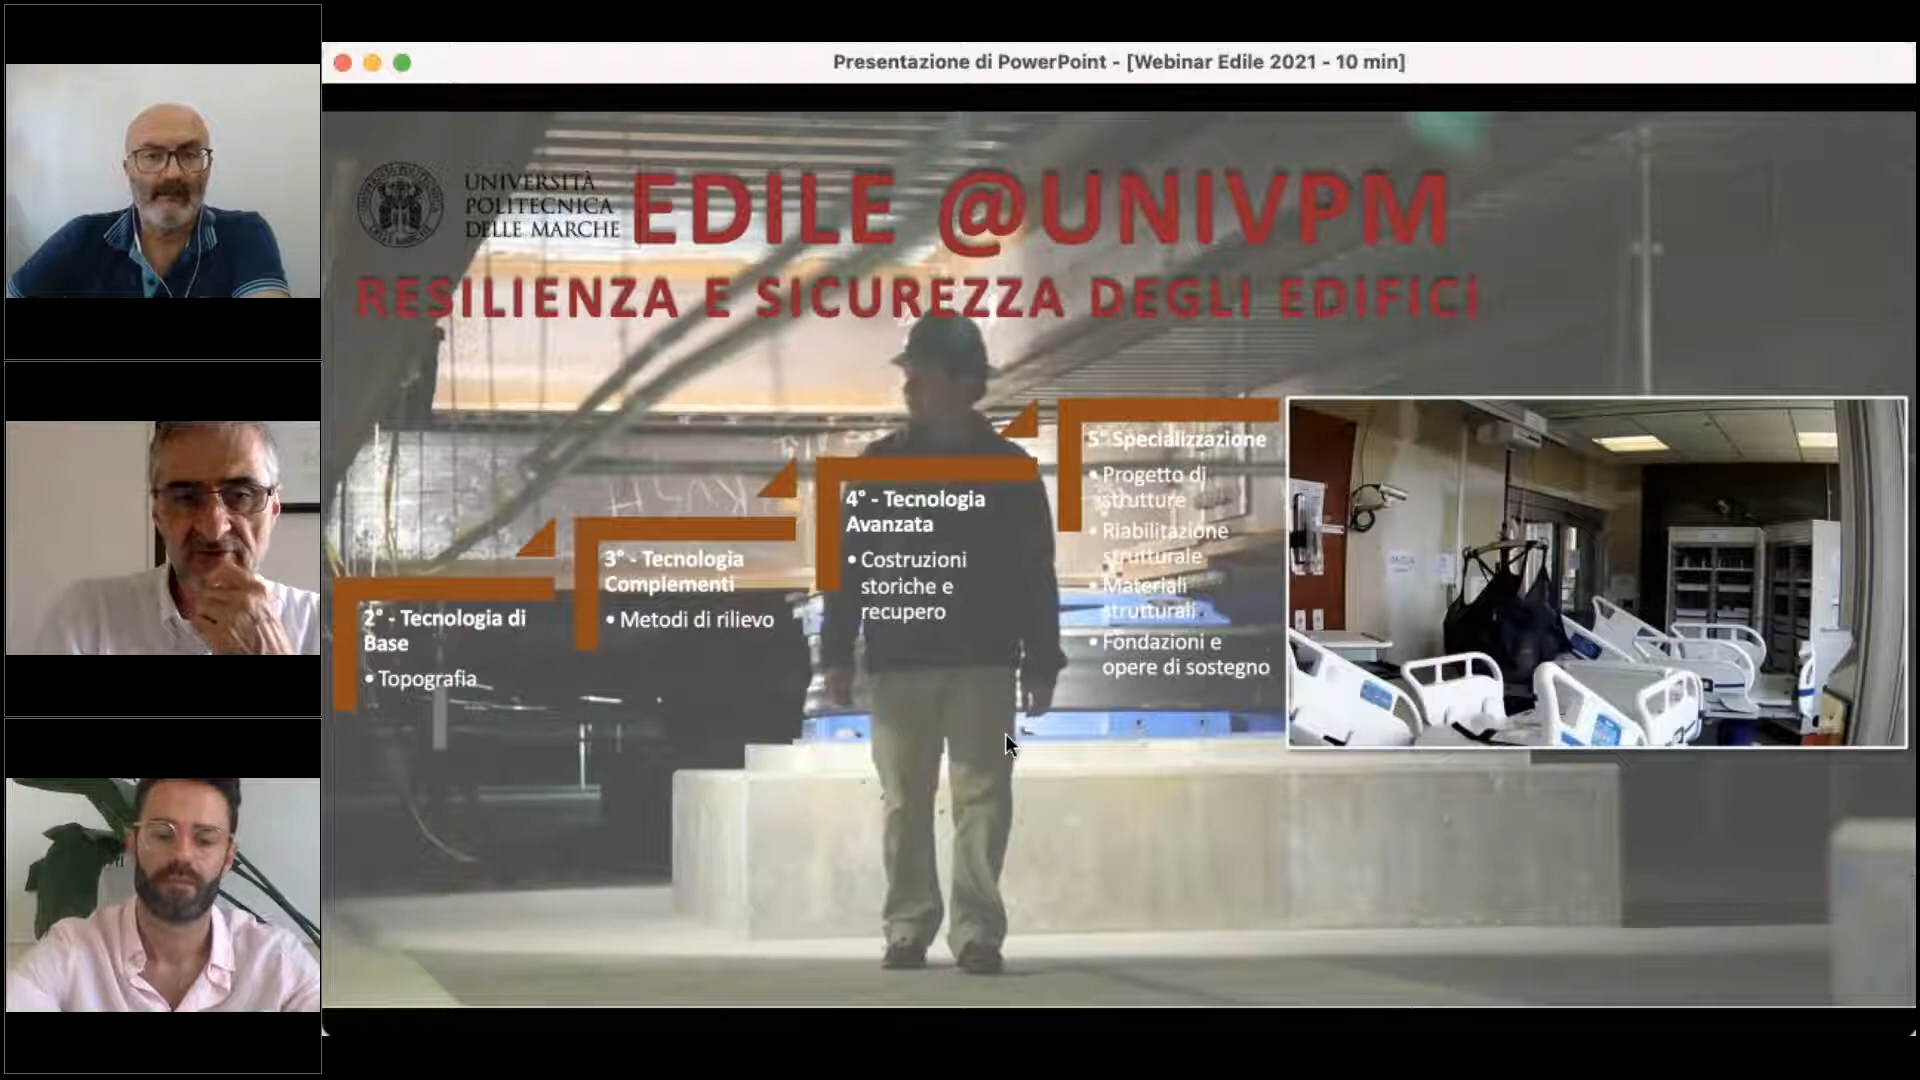 Presentazione di PowerPoint - [Webinar Edile 2021 - 10 min]
UNIVERSITÀ
POLITECNICA
DELLE MARCHE
EDILE @UNIVPM
RESILIENZA E SICUREZZA DEGLI EDIFICI
2° - Tecnologia di
Base
• Topografia
3° - Tecnologia
Complementi
• Metodi di rilievo
4° - Tecnologia
Avanzata
• Costruzioni
storiche e
recupero
5° Specializzazione
• Progetto di
strutture
• Riabilitazione
strutturale
• Materiali
strutturali
• Fondazioni e
opere di sostegno